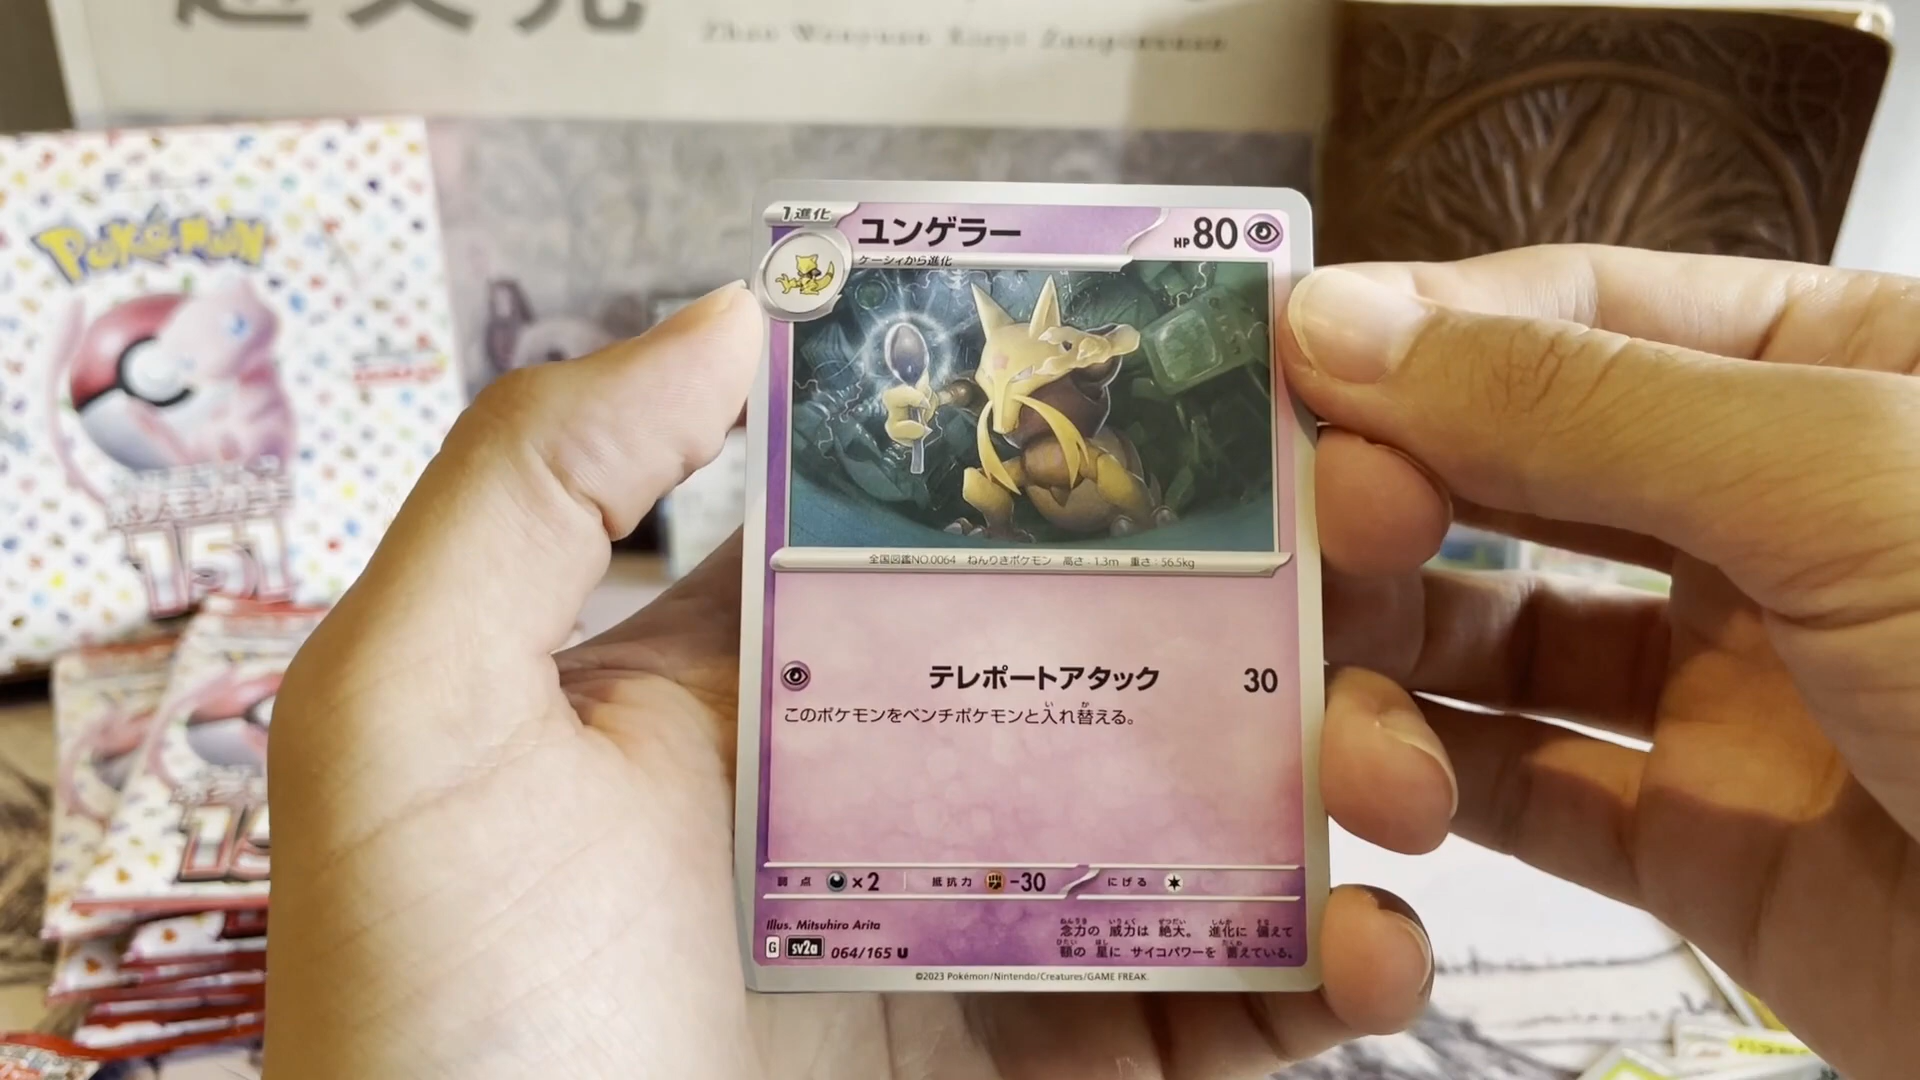 Zhao Wenyuan Xieyi Zuopinxuan
Pokémon
151
1進化
ユンゲラー
HP 80
ケーシィから進化
全国図鑑NO.0064 ねんりきポケモン 高さ：1.3m 重さ：56.5kg
テレポートアタック 30
このポケモンをベンチポケモンと入れ替える。
弱点 ×2 抵抗力 -30 にげる
Illus. Mitsuhiro Arita
念力の 威力は 絶大。 進化に 備えて
額の 星に サイコパワーを 蓄えている。
G sv2a 064/165 U
©2023 Pokémon/Nintendo/Creatures/GAME FREAK.